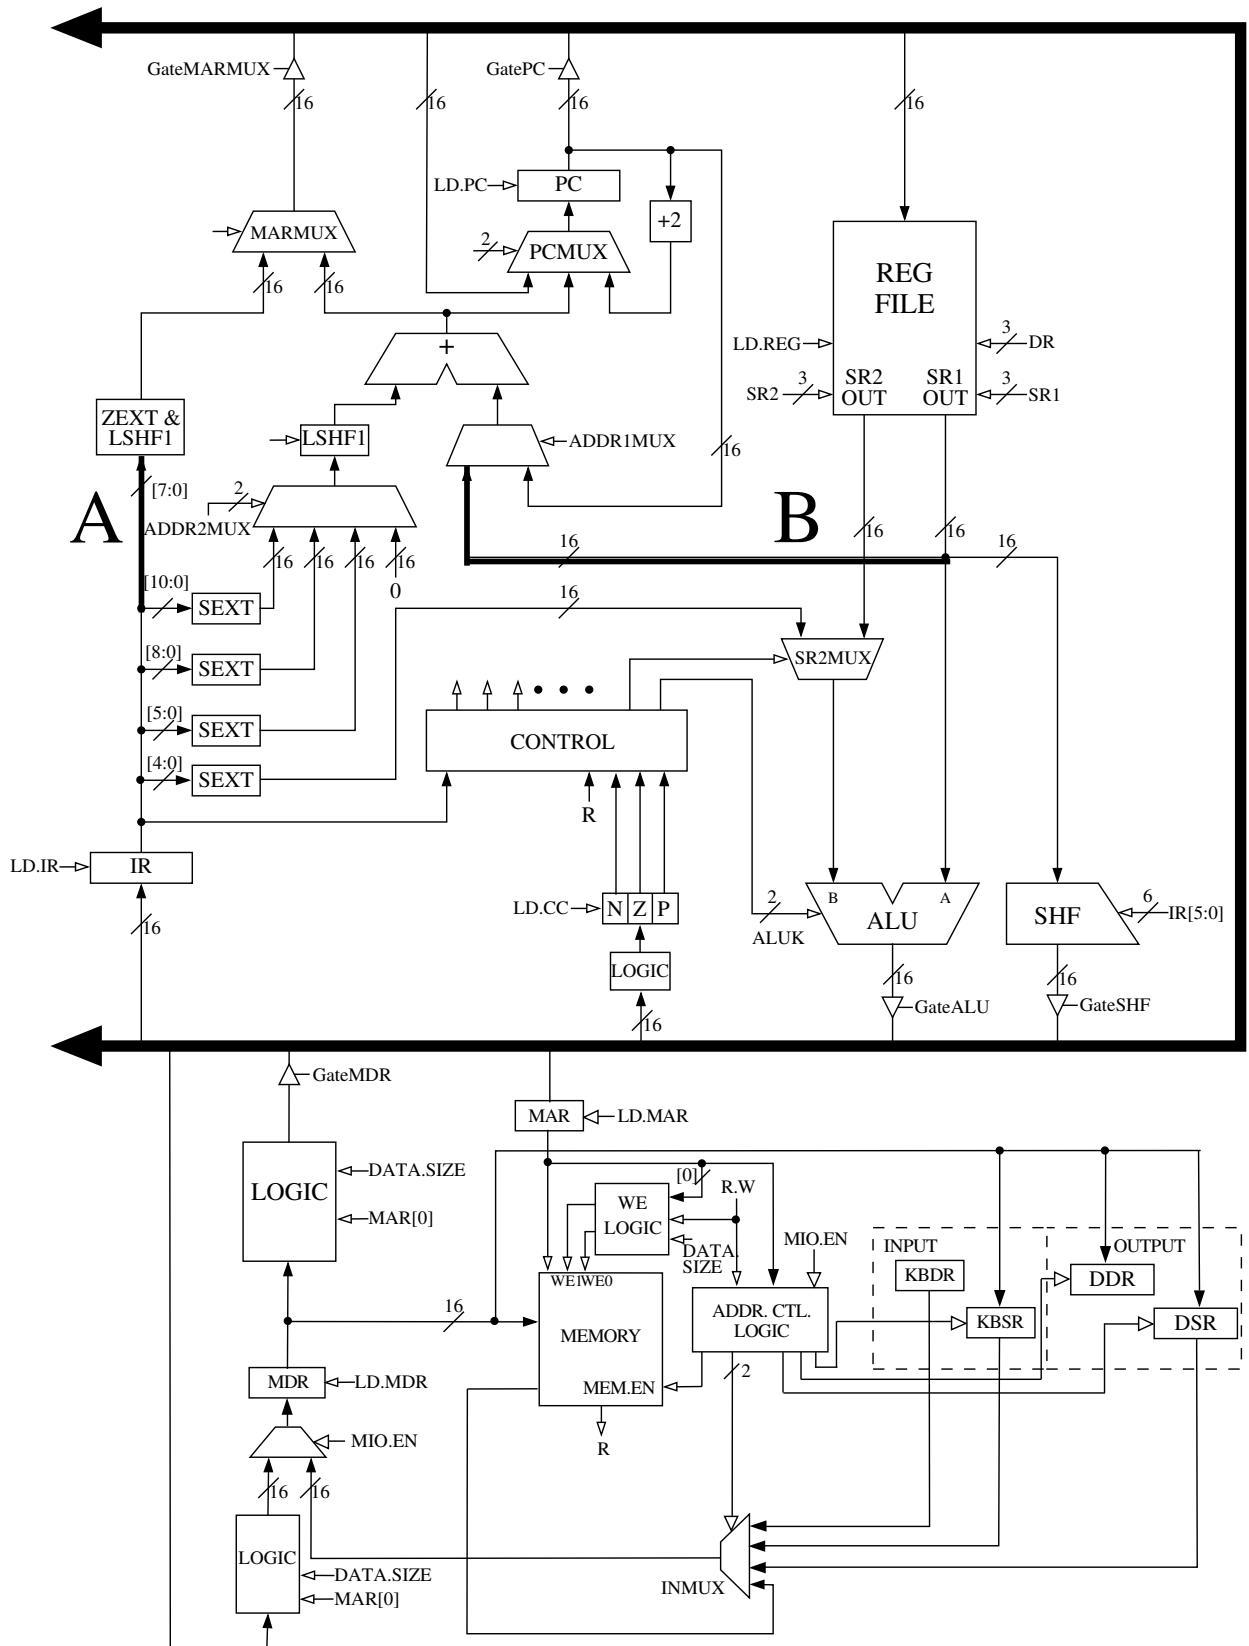 GateMARMUX
GatePC
16
16
16
16
LD.PC
PC
+2
MARMUX
2
PCMUX
REG
FILE
16
16
+
LD.REG
3
DR
SR2
3
SR2
OUT
SR1
OUT
3
SR1
ZEXT &
LSHF1
LSHF1
ADDR1MUX
16
[7:0]
A
2
ADDR2MUX
B
16
16
16
16
16
16
16
16
[10:0]
SEXT
0
16
[8:0]
SEXT
SR2MUX
[5:0]
SEXT
CONTROL
[4:0]
SEXT
R
LD.IR
IR
LD.CC
N Z P
2
ALUK
B
A
ALU
SHF
6
IR[5:0]
16
LOGIC
16
16
16
GateALU
GateSHF
GateMDR
MAR
LD.MAR
LOGIC
DATA.SIZE
MAR[0]
[0]
R.W
WE
LOGIC
DATA.
SIZE
MIO.EN
INPUT
KBDR
OUTPUT
DDR
WE1 WE0
16
MEMORY
ADDR. CTL.
LOGIC
KBSR
DSR
MDR
LD.MDR
MEM.EN
2
R
MIO.EN
16
16
LOGIC
DATA.SIZE
MAR[0]
INMUX